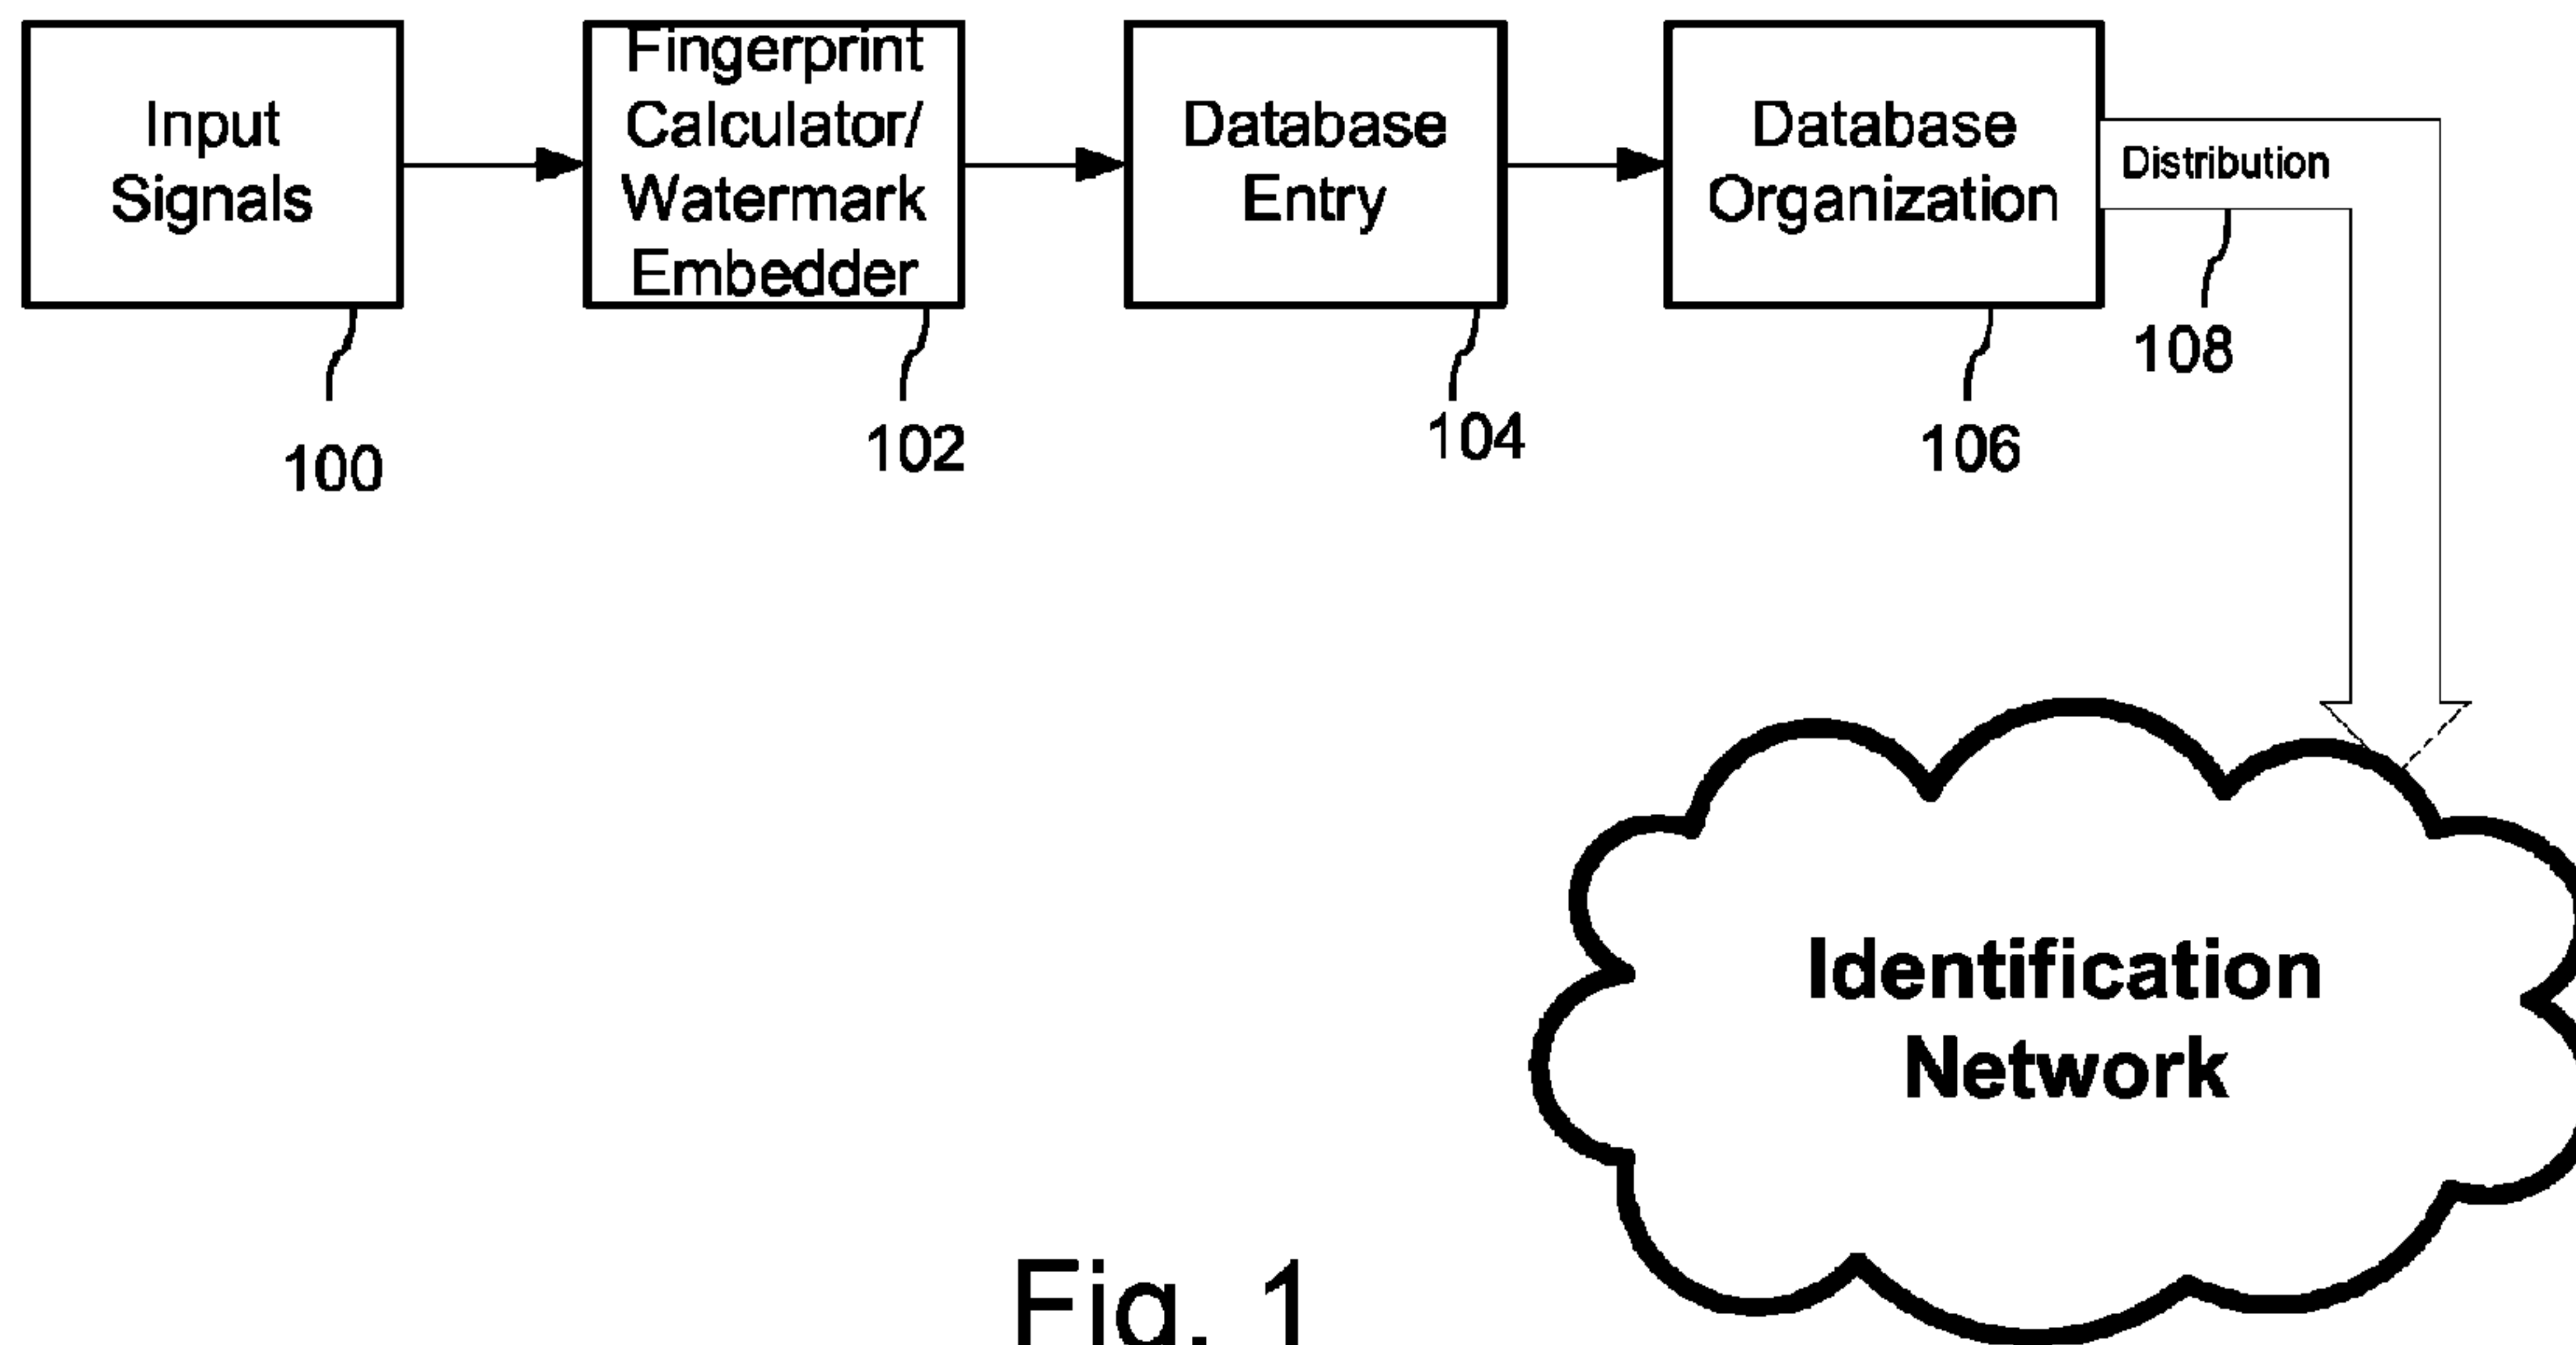 Input
Signals
Fingerprint
Calculator/
Watermark
Embedder
Database
Entry
Database
Organization
Distribution
100
102
104
106
108
Identification
Network
Fig. 1